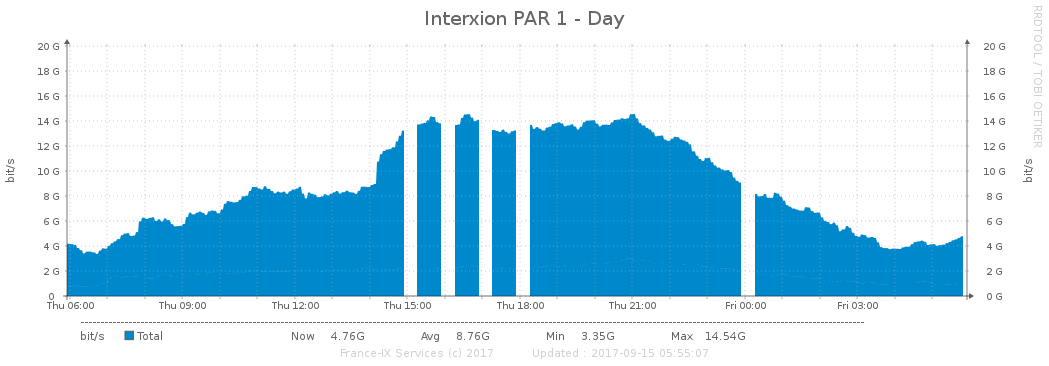 Interxion PAR 1 - Day
RRDTOOL / TOBI OETIKER
20 G 20 G
18 G 18 G
16 G 16 G
14 G 14 G
12 G 12 G
10 G 10 G
8 G 8 G
6 G 6 G
4 G 4 G
2 G 2 G
0 0 G
bit/s bit/s
Thu 06:00 Thu 09:00 Thu 12:00 Thu 15:00 Thu 18:00 Thu 21:00 Fri 00:00 Fri 03:00
bit/s Total Now 4.76G Avg 8.76G Min 3.35G Max 14.54G
France-IX Services (c) 2017 Updated : 2017-09-15 05:55:07